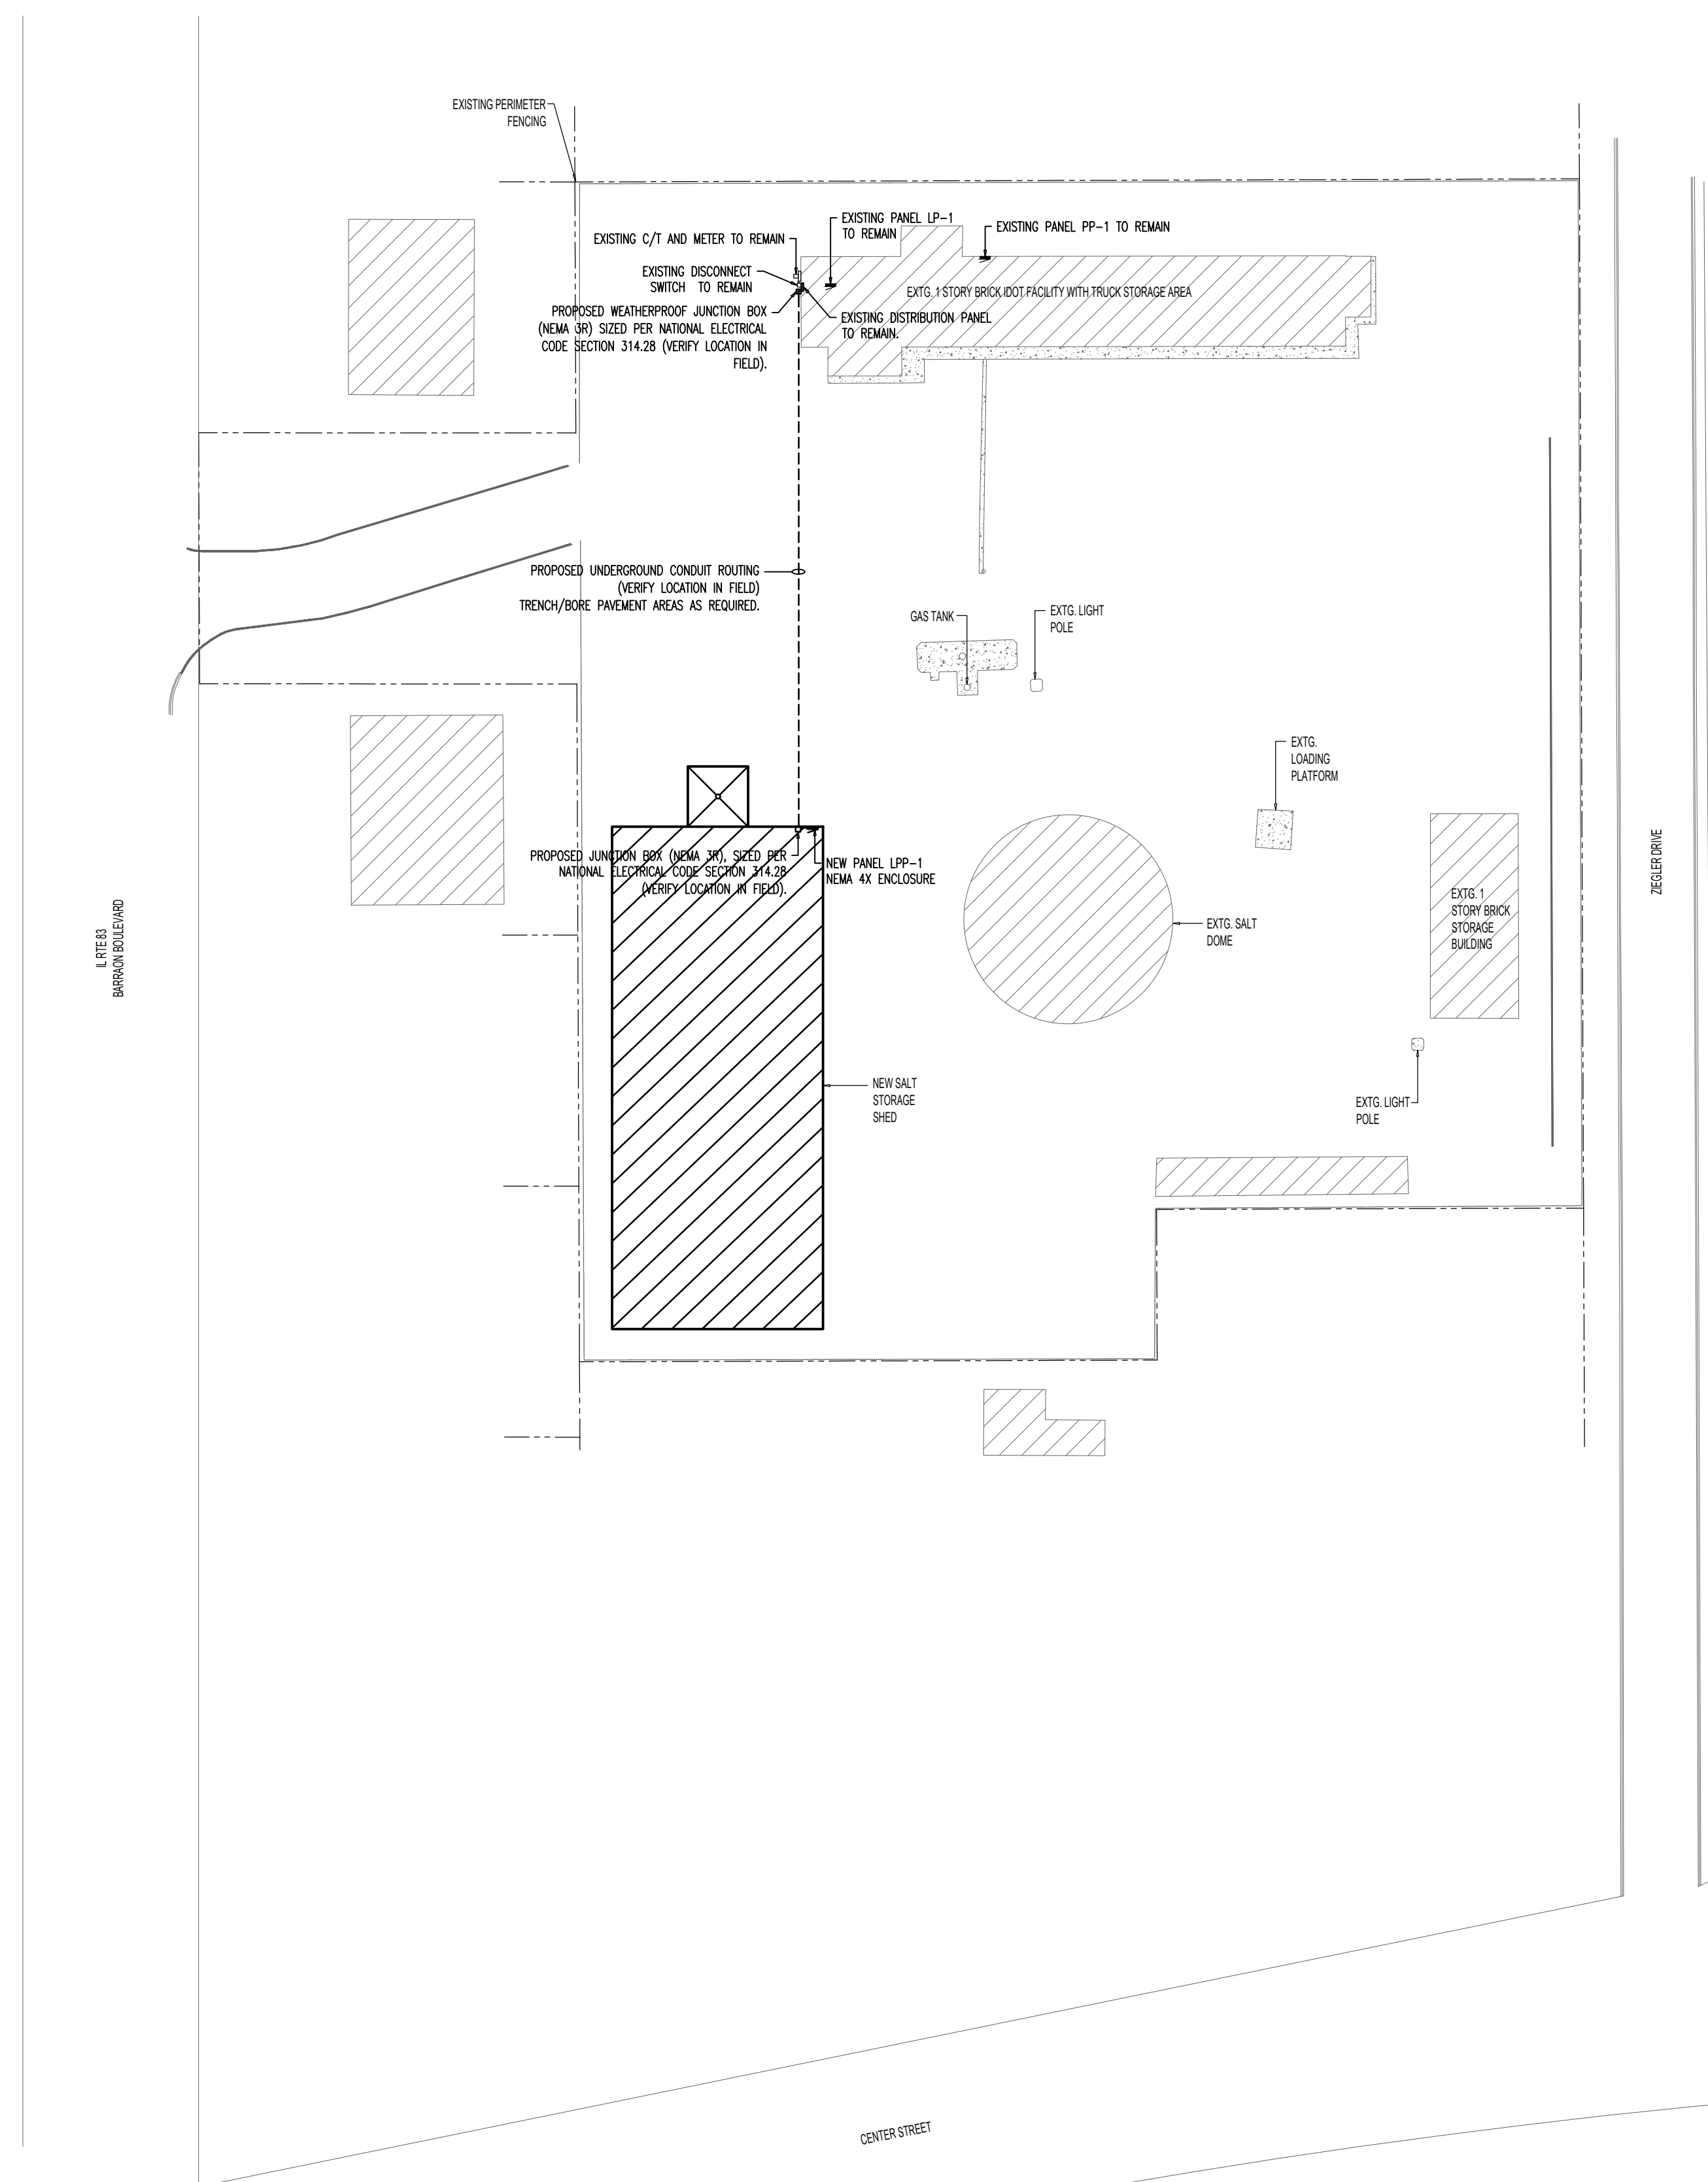 EXISTING PERIMETER
FENCING
EXISTING C/T AND METER TO REMAIN
EXISTING PANEL LP-1
TO REMAIN
EXISTING PANEL PP-1 TO REMAIN
EXISTING DISCONNECT
SWITCH TO REMAIN
EXTG. 1 STORY BRICK IDOT FACILITY WITH TRUCK STORAGE AREA
PROPOSED WEATHERPROOF JUNCTION BOX
(NEMA 3R) SIZED PER NATIONAL ELECTRICAL
CODE SECTION 314.28 (VERIFY LOCATION IN
FIELD).
EXISTING DISTRIBUTION PANEL
TO REMAIN.
PROPOSED UNDERGROUND CONDUIT ROUTING
(VERIFY LOCATION IN FIELD)
TRENCH/BORE PAVEMENT AREAS AS REQUIRED.
GAS TANK
EXTG. LIGHT
POLE
EXTG.
LOADING
PLATFORM
PROPOSED JUNCTION BOX (NEMA 3R), SIZED PER
NATIONAL ELECTRICAL CODE SECTION 314.28
(VERIFY LOCATION IN FIELD).
NEW PANEL LPP-1
NEMA 4X ENCLOSURE
EXTG. SALT
DOME
EXTG. 1
STORY BRICK
STORAGE
BUILDING
ZIEGLER DRIVE
IL RTE 83
BARRAON BOULEVARD
NEW SALT
STORAGE
SHED
EXTG. LIGHT
POLE
CENTER STREET